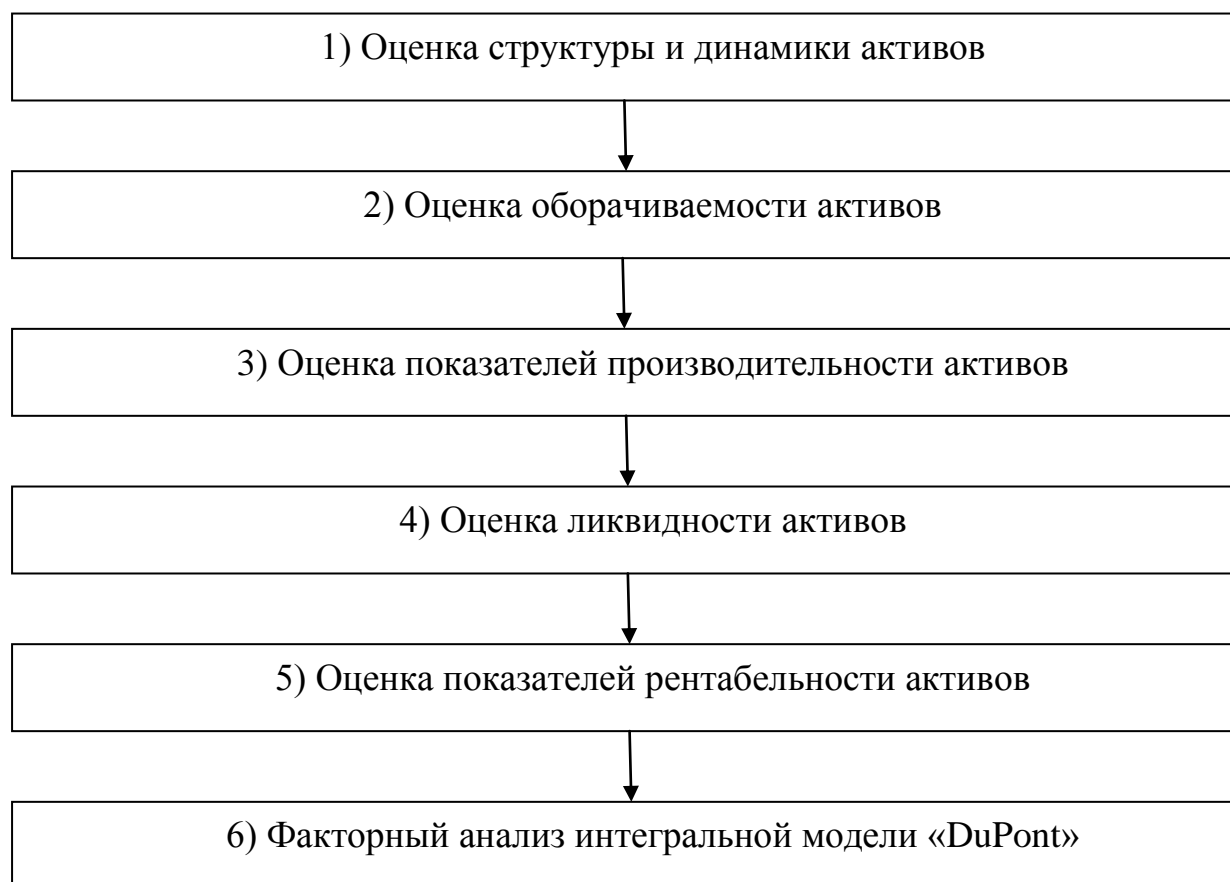 1) Оценка структуры и динамики активов
2) Оценка оборачиваемости активов
3) Оценка показателей производительности активов
4) Оценка ликвидности активов
5) Оценка показателей рентабельности активов
6) Факторный анализ интегральной модели «DuPont»